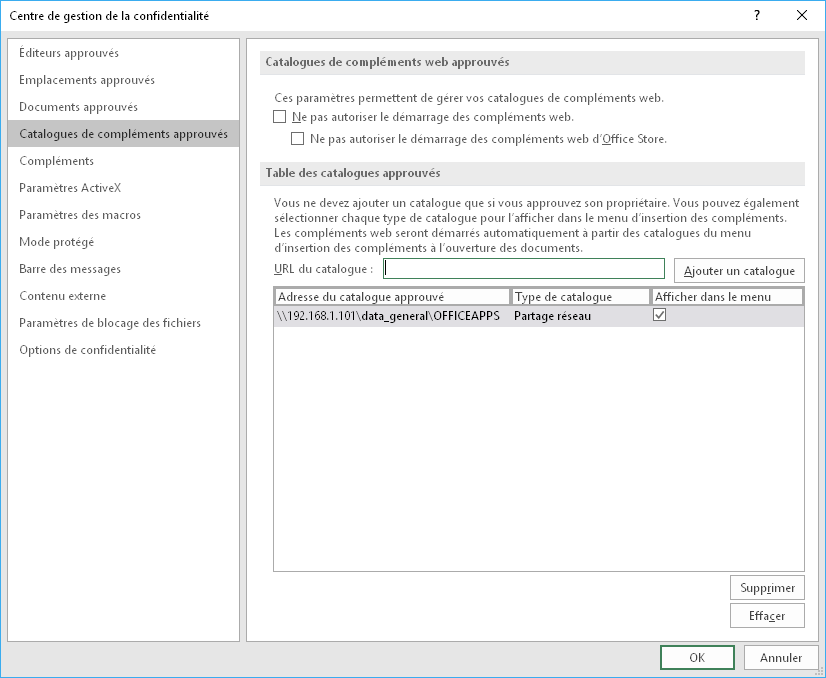 Centre de gestion de la confidentialité
?
Éditeurs approuvés
Emplacements approuvés
Documents approuvés
Catalogues de compléments approuvés
Compléments
Paramètres ActiveX
Paramètres des macros
Mode protégé
Barre des messages
Contenu externe
Paramètres de blocage des fichiers
Options de confidentialité
Catalogues de compléments web approuvés
Ces paramètres permettent de gérer vos catalogues de compléments web.
Ne pas autoriser le démarrage des compléments web.
Ne pas autoriser le démarrage des compléments web d'Office Store.
Table des catalogues approuvés
Vous ne devez ajouter un catalogue que si vous approuvez son propriétaire. Vous pouvez également
sélectionner chaque type de catalogue pour l'afficher dans le menu d'insertion des compléments.
Les compléments web seront démarrés automatiquement à partir des catalogues du menu
d'insertion des compléments à l'ouverture des documents.
URL du catalogue :
Ajouter un catalogue
Adresse du catalogue approuvé Type de catalogue Afficher dans le menu
\\192.168.1.101\data_general\OFFICEAPPS Partage réseau
Supprimer
Effacer
OK Annuler